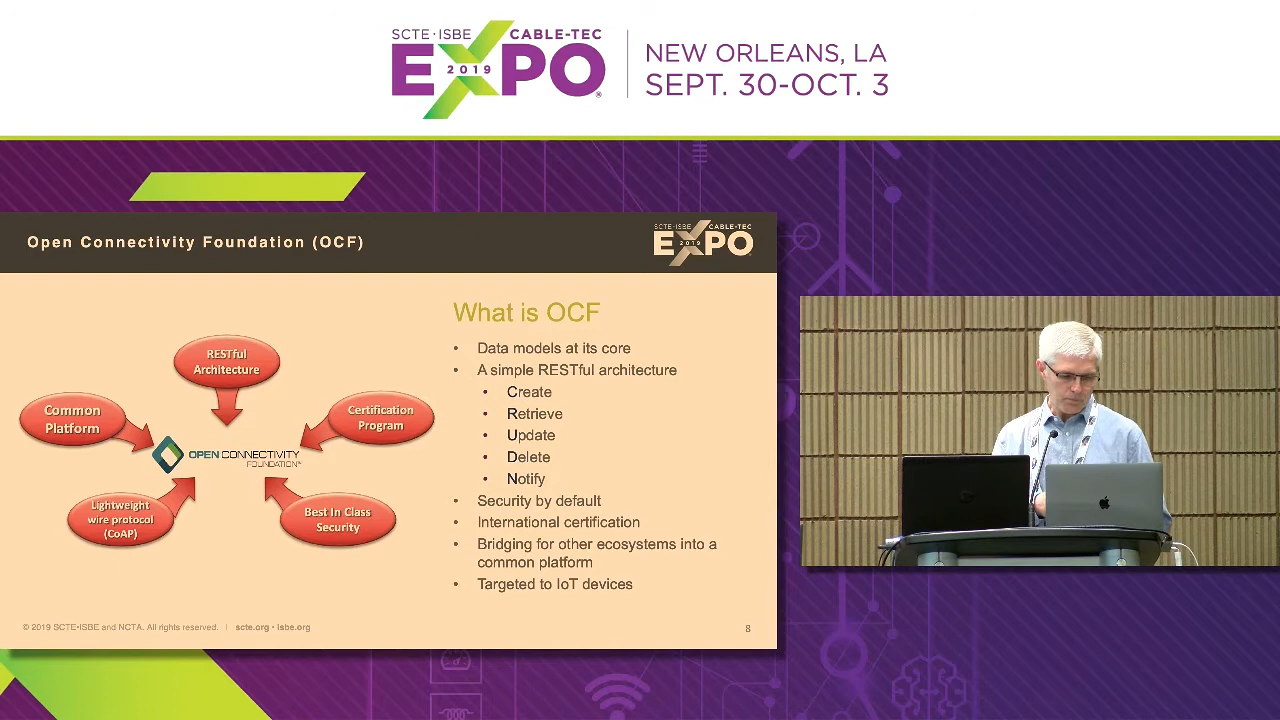 SCTE•ISBE CABLE-TEC
EXPO®
2019
NEW ORLEANS, LA
SEPT. 30-OCT. 3
Open Connectivity Foundation (OCF)
SCTE•ISBE CABLE-TEC
EXPO
2019
What is OCF
• Data models at its core
• A simple RESTful architecture
• Create
• Retrieve
• Update
• Delete
• Notify
• Security by default
• International certification
• Bridging for other ecosystems into a
common platform
• Targeted to IoT devices
RESTful
Architecture
Common
Platform
Certification
Program
OPEN CONNECTIVITY
FOUNDATION™
Lightweight
wire protocol
(CoAP)
Best In Class
Security
© 2019 SCTE•ISBE and NCTA. All rights reserved. | scte.org • isbe.org
8